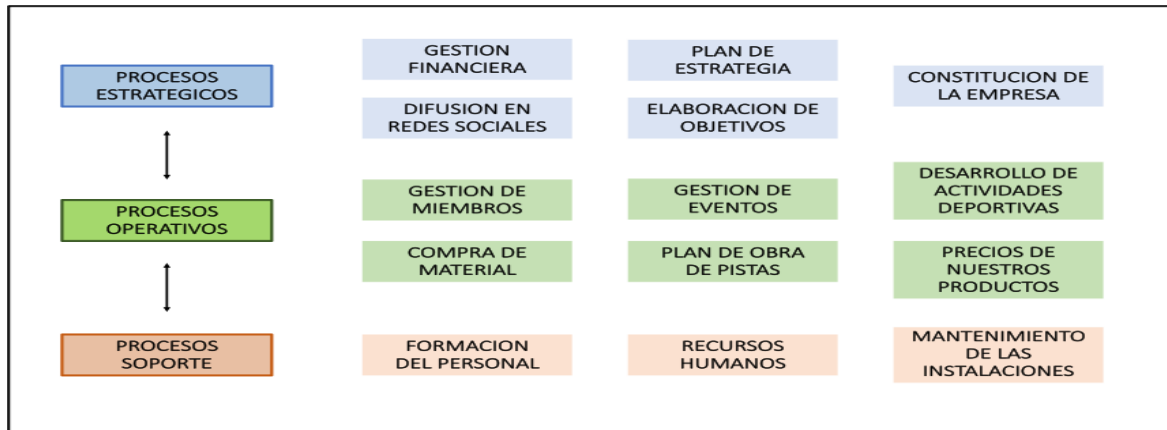 PROCESOS
ESTRATEGICOS
GESTION
FINANCIERA
PLAN DE
ESTRATEGIA
CONSTITUCION DE
LA EMPRESA
DIFUSION EN
REDES SOCIALES
ELABORACION DE
OBJETIVOS
PROCESOS
OPERATIVOS
GESTION DE
MIEMBROS
GESTION DE
EVENTOS
DESARROLLO DE
ACTIVIDADES
DEPORTIVAS
COMPRA DE
MATERIAL
PLAN DE OBRA
DE PISTAS
PRECIOS DE
NUESTROS
PRODUCTOS
PROCESOS
SOPORTE
FORMACION
DEL PERSONAL
RECURSOS
HUMANOS
MANTENIMIENTO
DE LAS
INSTALACIONES